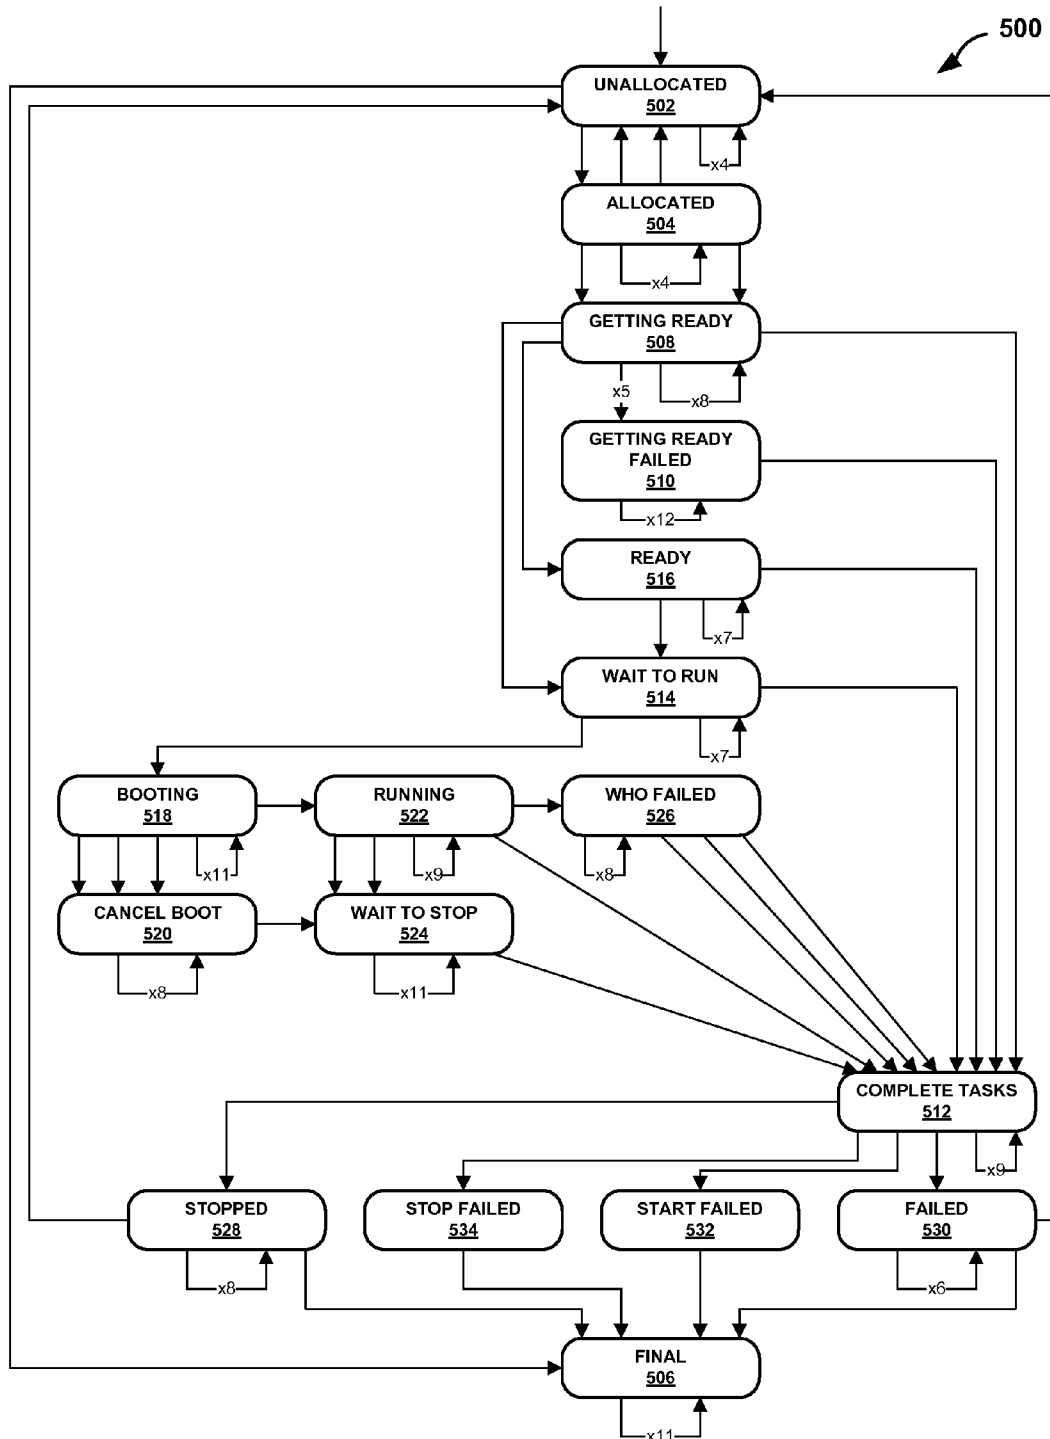 500
UNALLOCATED
502
x4
ALLOCATED
504
x4
GETTING READY
508
x5
x8
GETTING READY
FAILED
510
x12
READY
516
x7
WAIT TO RUN
514
x7
BOOTING
518
x11
RUNNING
522
x9
WHO FAILED
526
x8
CANCEL BOOT
520
x8
WAIT TO STOP
524
x11
COMPLETE TASKS
512
x9
STOPPED
528
x8
STOP FAILED
534
START FAILED
532
FAILED
530
x6
FINAL
506
x11